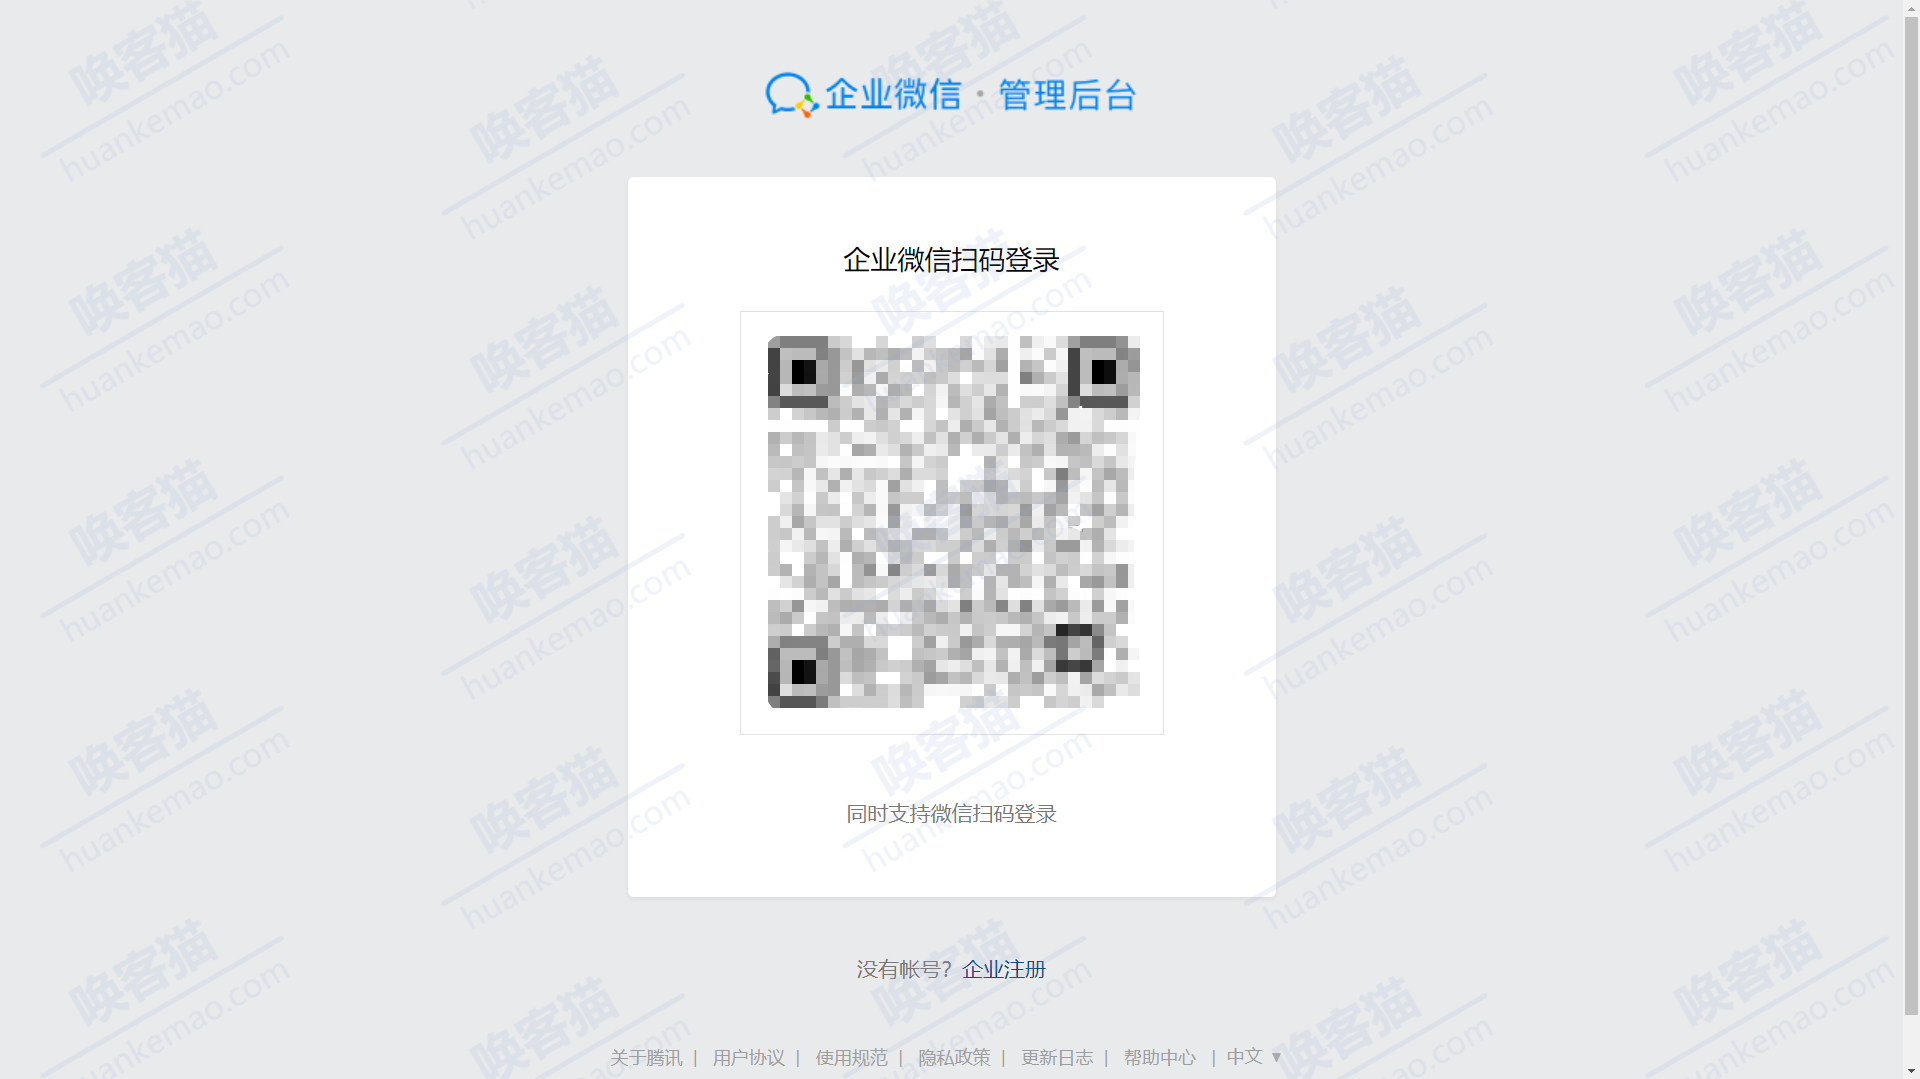 企业微信·管理后台
企业微信扫码登录
同时支持微信扫码登录
没有帐号？企业注册
关于腾讯 | 用户协议 | 使用规范 | 隐私政策 | 更新日志 | 帮助中心 | 中文 ▼
唤客猫
huankemao.com